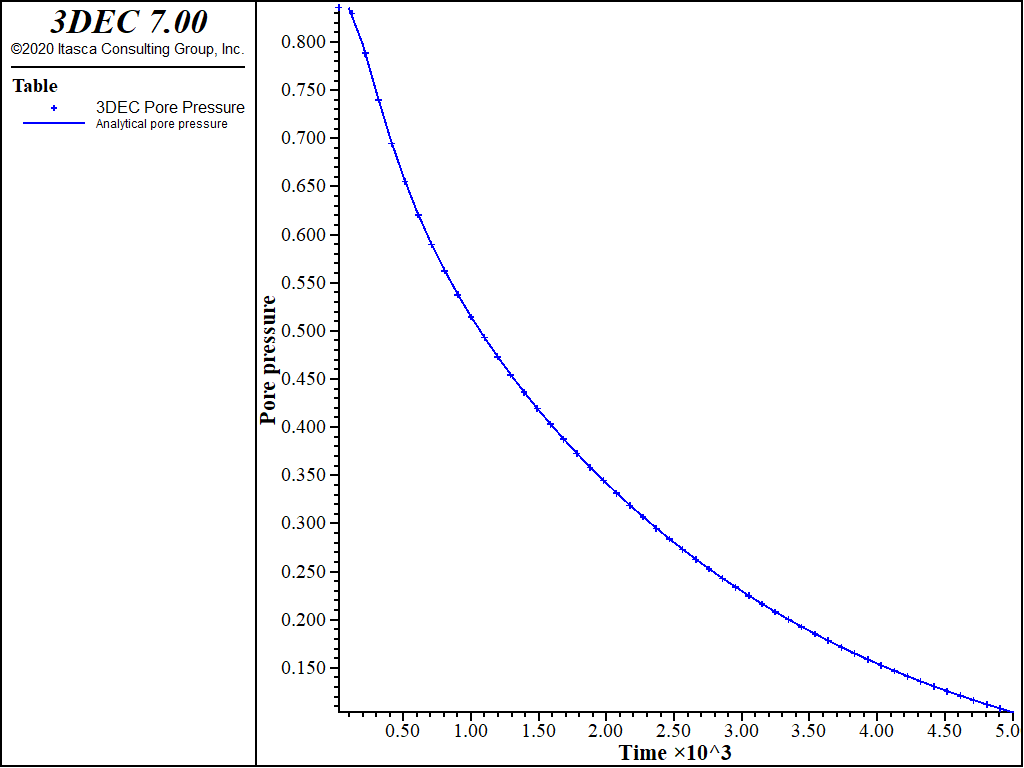 3DEC 7.00
©2020 Itasca Consulting Group, Inc.
Table
3DEC Pore Pressure
Analytical pore pressure
Pore pressure
0.800
0.750
0.700
0.650
0.600
0.550
0.500
0.450
0.400
0.350
0.300
0.250
0.200
0.150
0.50 1.00 1.50 2.00 2.50 3.00 3.50 4.00 4.50 5.0
Time ×10^3